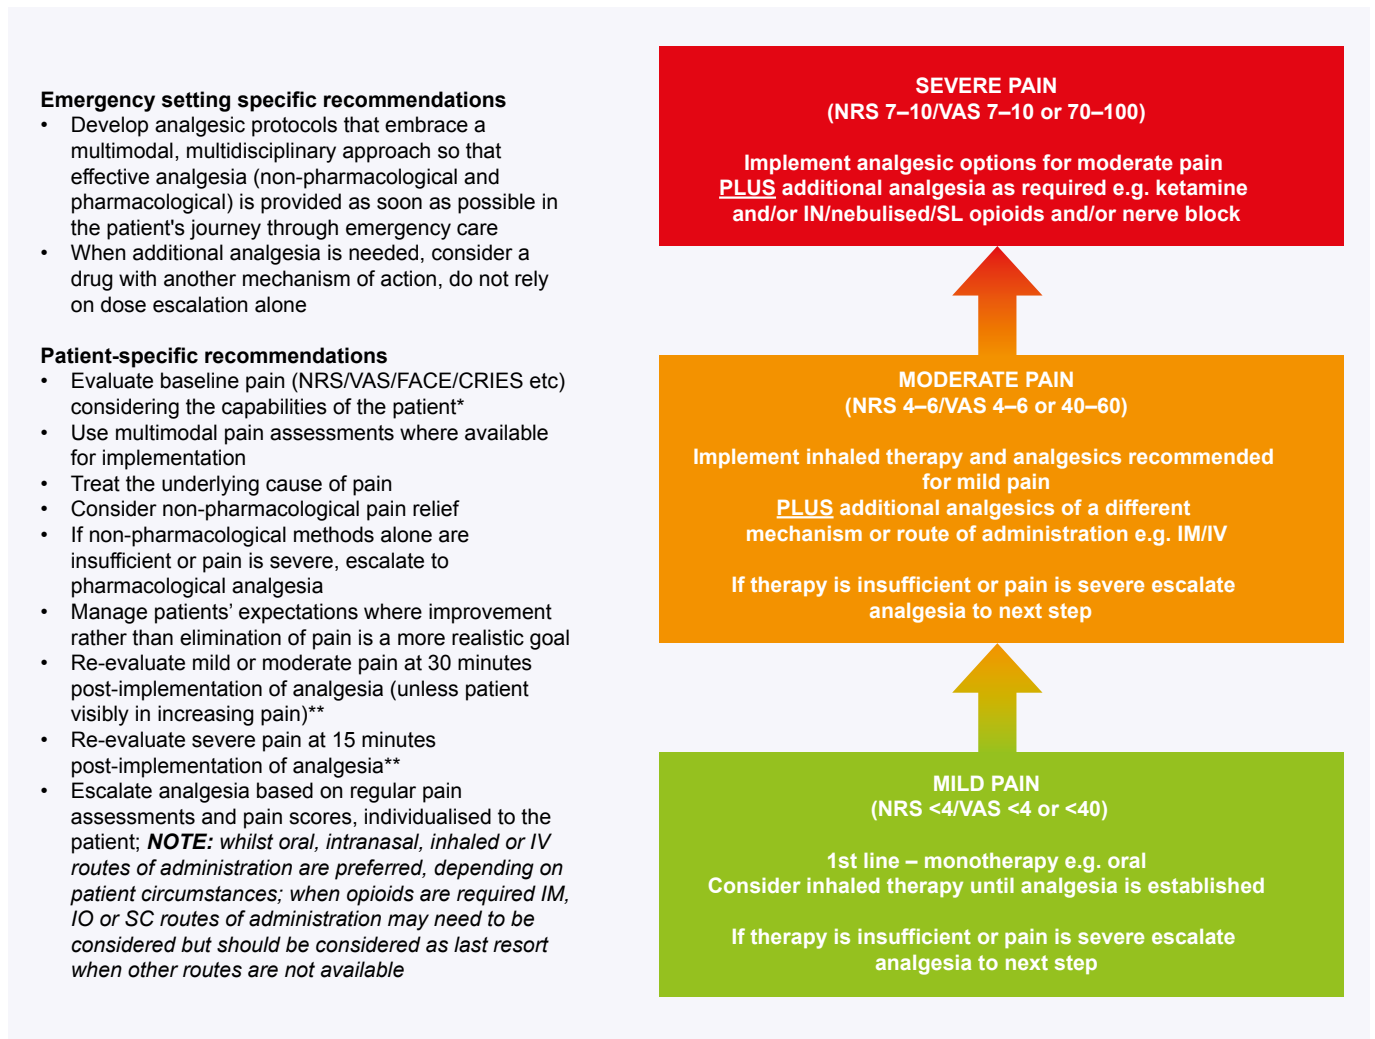 Emergency setting specific recommendations
• Develop analgesic protocols that embrace a
multimodal, multidisciplinary approach so that
effective analgesia (non-pharmacological and
pharmacological) is provided as soon as possible in
the patient's journey through emergency care
• When additional analgesia is needed, consider a
drug with another mechanism of action, do not rely
on dose escalation alone
Patient-specific recommendations
• Evaluate baseline pain (NRS/VAS/FACE/CRIES etc)
considering the capabilities of the patient*
• Use multimodal pain assessments where available
for implementation
• Treat the underlying cause of pain
• Consider non-pharmacological pain relief
• If non-pharmacological methods alone are
insufficient or pain is severe, escalate to
pharmacological analgesia
• Manage patients’ expectations where improvement
rather than elimination of pain is a more realistic goal
• Re-evaluate mild or moderate pain at 30 minutes
post-implementation of analgesia (unless patient
visibly in increasing pain)**
• Re-evaluate severe pain at 15 minutes
post-implementation of analgesia**
• Escalate analgesia based on regular pain
assessments and pain scores, individualised to the
patient; NOTE: whilst oral, intranasal, inhaled or IV
routes of administration are preferred, depending on
patient circumstances; when opioids are required IM,
IO or SC routes of administration may need to be
considered but should be considered as last resort
when other routes are not available
SEVERE PAIN
(NRS 7–10/VAS 7–10 or 70–100)
Implement analgesic options for moderate pain
PLUS additional analgesia as required e.g. ketamine
and/or IN/nebulised/SL opioids and/or nerve block
MODERATE PAIN
(NRS 4–6/VAS 4–6 or 40–60)
Implement inhaled therapy and analgesics recommended
for mild pain
PLUS additional analgesics of a different
mechanism or route of administration e.g. IM/IV
If therapy is insufficient or pain is severe escalate
analgesia to next step
MILD PAIN
(NRS <4/VAS <4 or <40)
1st line – monotherapy e.g. oral
Consider inhaled therapy until analgesia is established
If therapy is insufficient or pain is severe escalate
analgesia to next step